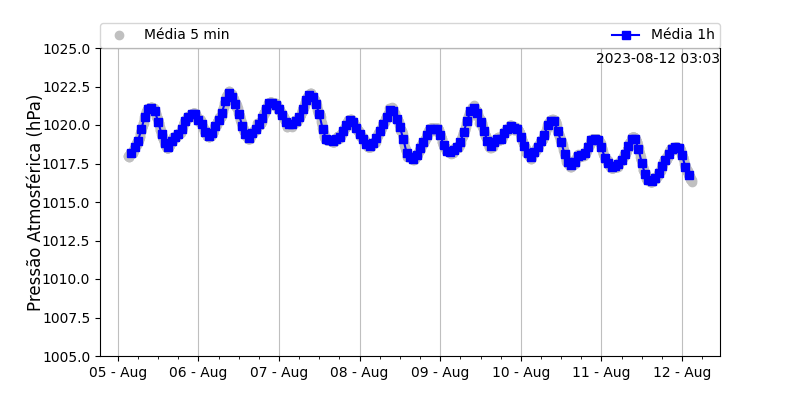 Média 5 min
Média 1h
2023-08-12 03:03
Pressão Atmosférica (hPa)
1025.0
1022.5
1020.0
1017.5
1015.0
1012.5
1010.0
1007.5
1005.0
05 - Aug
06 - Aug
07 - Aug
08 - Aug
09 - Aug
10 - Aug
11 - Aug
12 - Aug